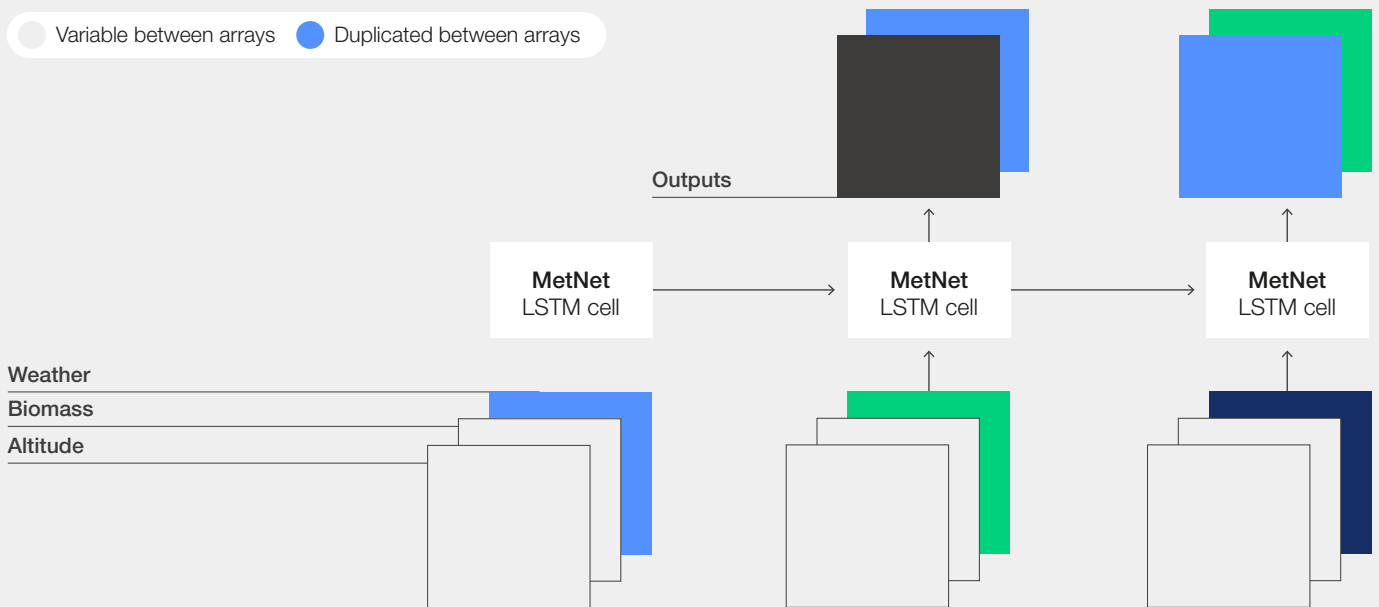 Variable between arrays
Duplicated between arrays
Outputs
MetNet
LSTM cell
MetNet
LSTM cell
MetNet
LSTM cell
Weather
Biomass
Altitude